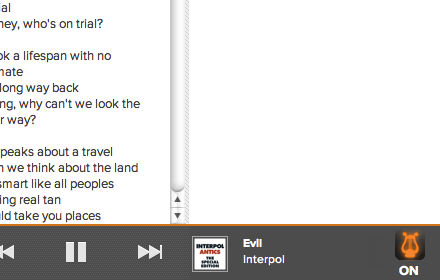 ial
ney, who's on trial?
ok a lifespan with no
mate
long way back
ng, why can't we look the
r way?
peaks about a travel
n we think about the land
smart like all peoples
ing real tan
uld take you places
INTERPOL
ANTICS
THE SPECIAL EDITION
Evil
Interpol
ON